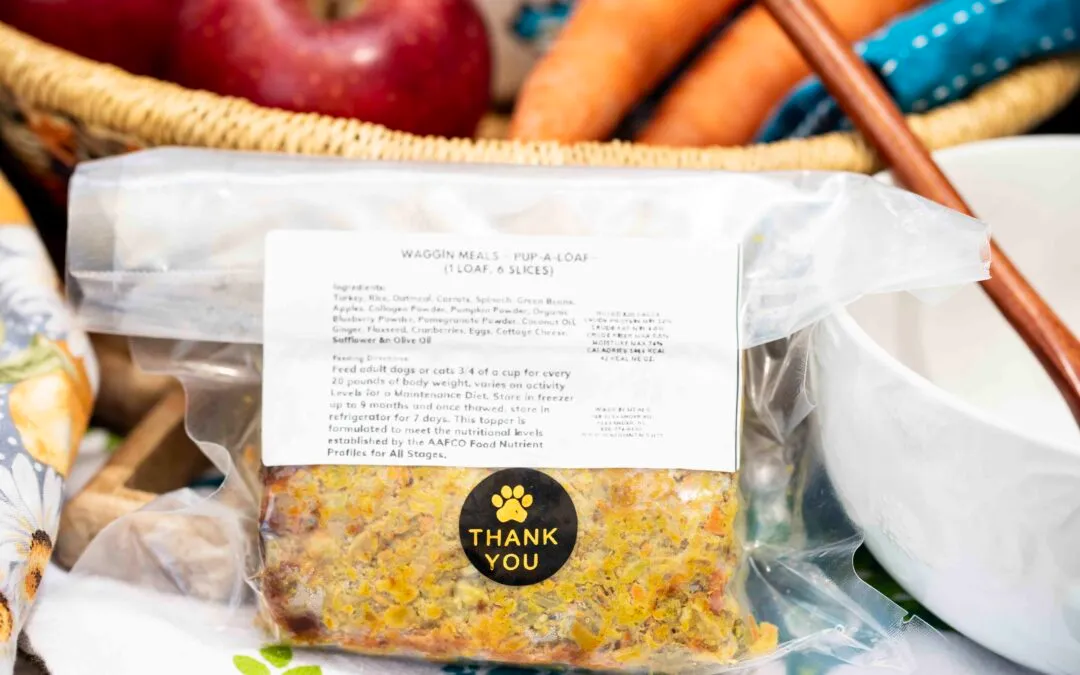 WAGGIN MEALS - PUP-A-LOAF
(1 LOAF, 6 SLICES)
Ingredients:
Turkey, Rice, Oatmeal, Carrots, Spinach, Green Beans,
Apples, Collagen Powder, Pumpkin Powder, Organic
Blueberry Powder, Pomegranate Powder, Coconut Oil,
Ginger, Flaxseed, Cranberries, Eggs, Cottage Cheese,
Safflower &n Olive Oil
Feeding Directions:
Feed adult dogs or cats 3/4 of a cup for every
20 pounds of body weight, varies on activity
Levels for a Maintenance Diet. Store in freezer
up to 9 months and once thawed, store in
refrigerator for 7 days. This topper is
formulated to meet the nutritional levels
established by the AAFCO Food Nutrient
Profiles for All Stages.
MOISTURE MAX 74%
THANK
YOU